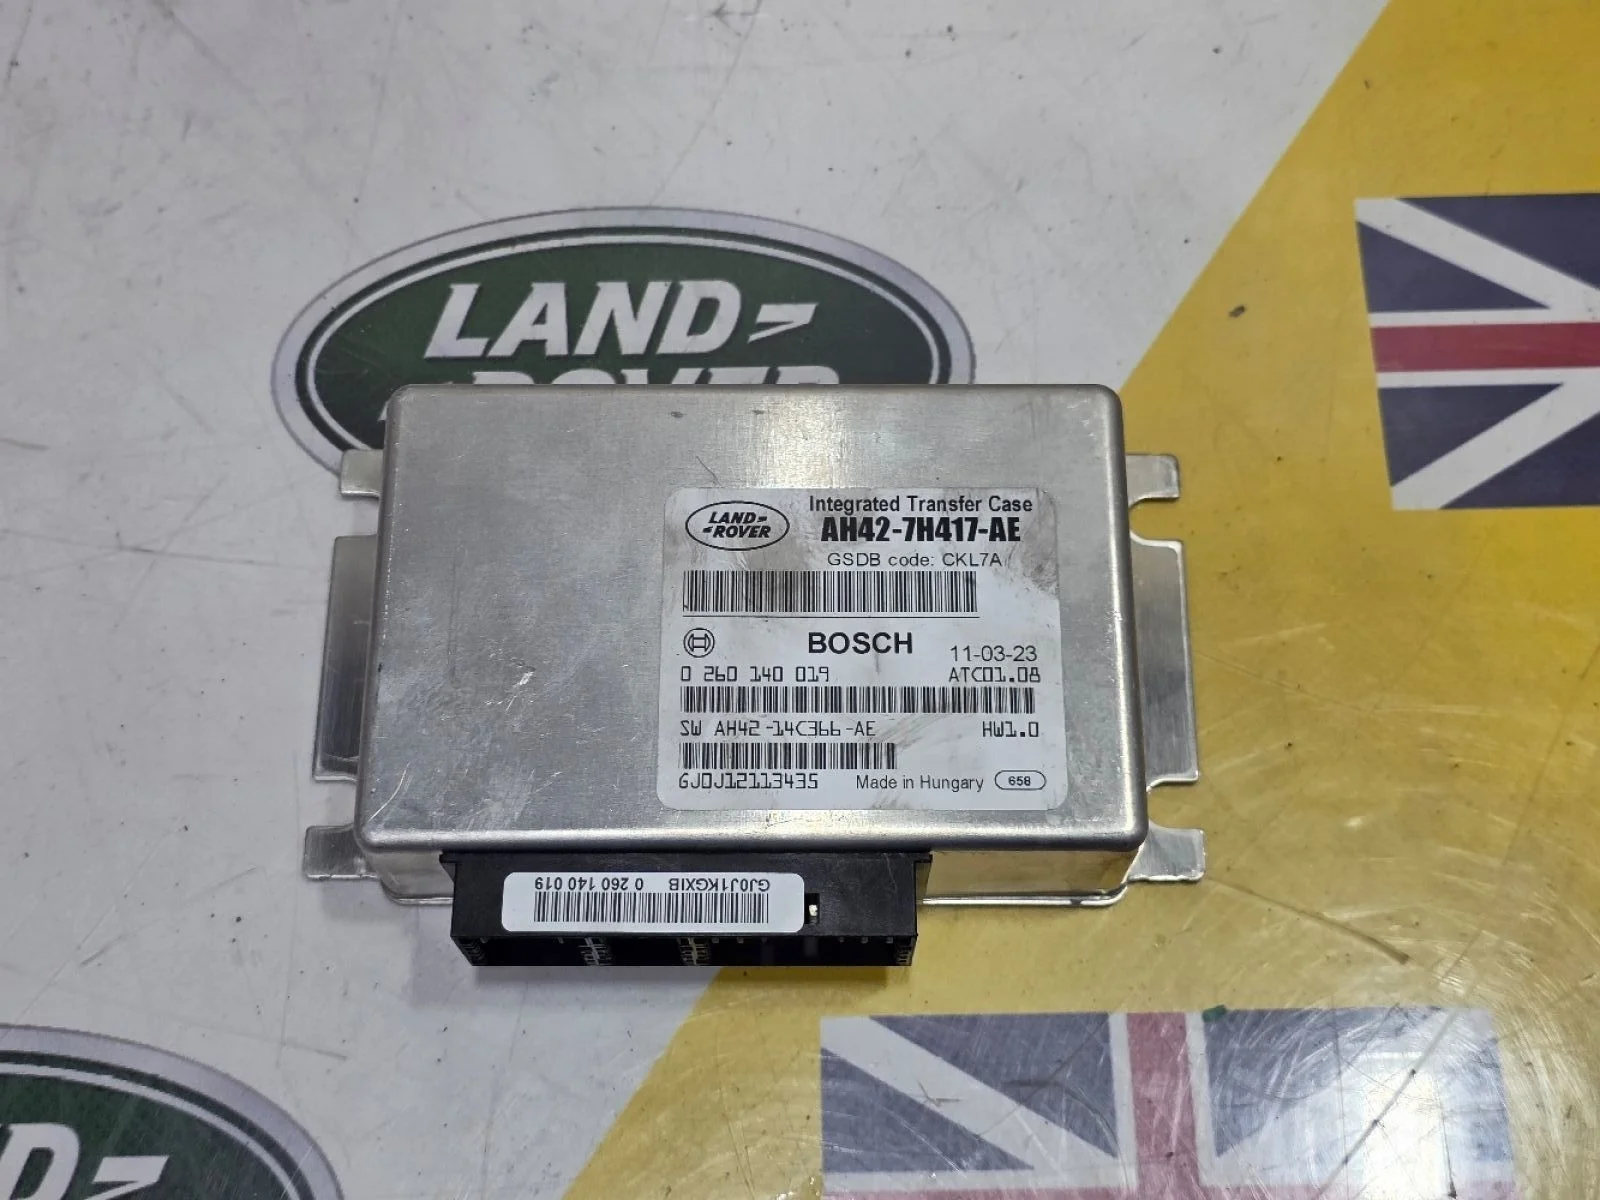 LAND-
-ROVER
LAND-
-ROVER
Integrated Transfer Case
AH42-7H417-AE
GSDB code: CKL7A
BOSCH
11-03-23
0 260 140 019
ATC01.08
SW AH42-14C366-AE
HW1.0
GJ0J12113435
Made in Hungary
658
GJ0J1KGXIB 0 260 140 019